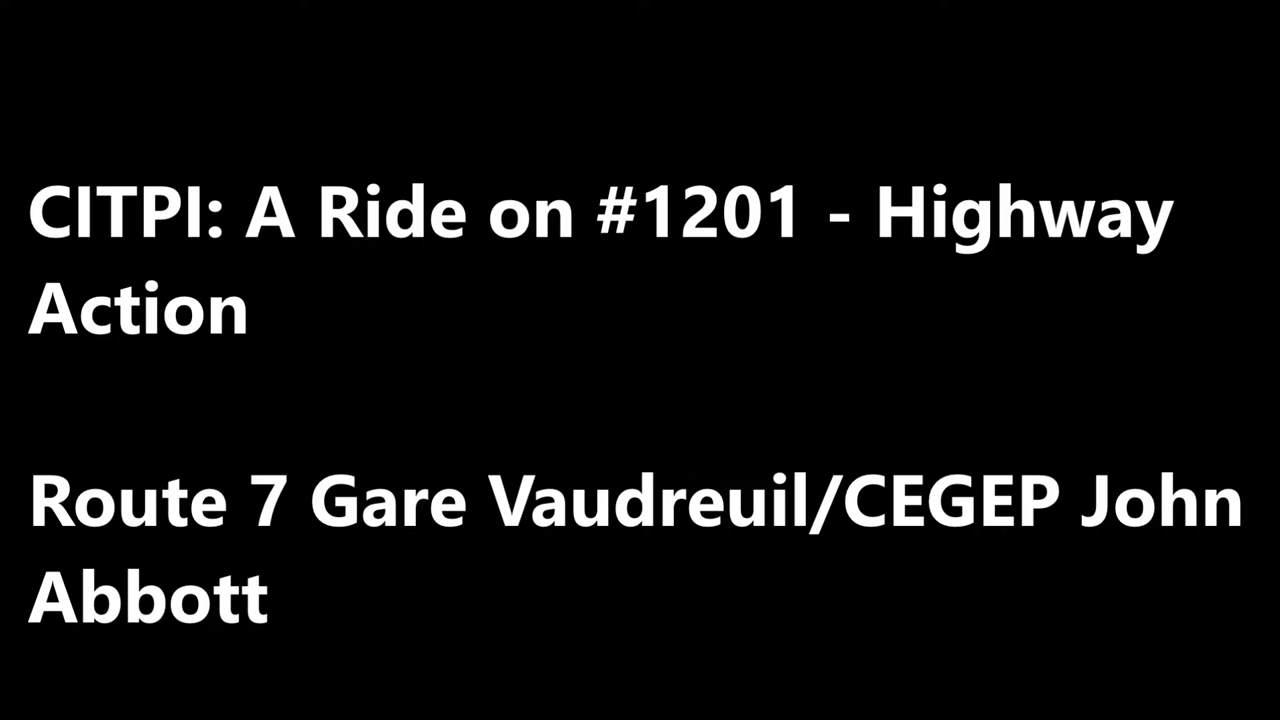 CITPI: A Ride on #1201 - Highway
Action
Route 7 Gare Vaudreuil/CEGEP John
Abbott